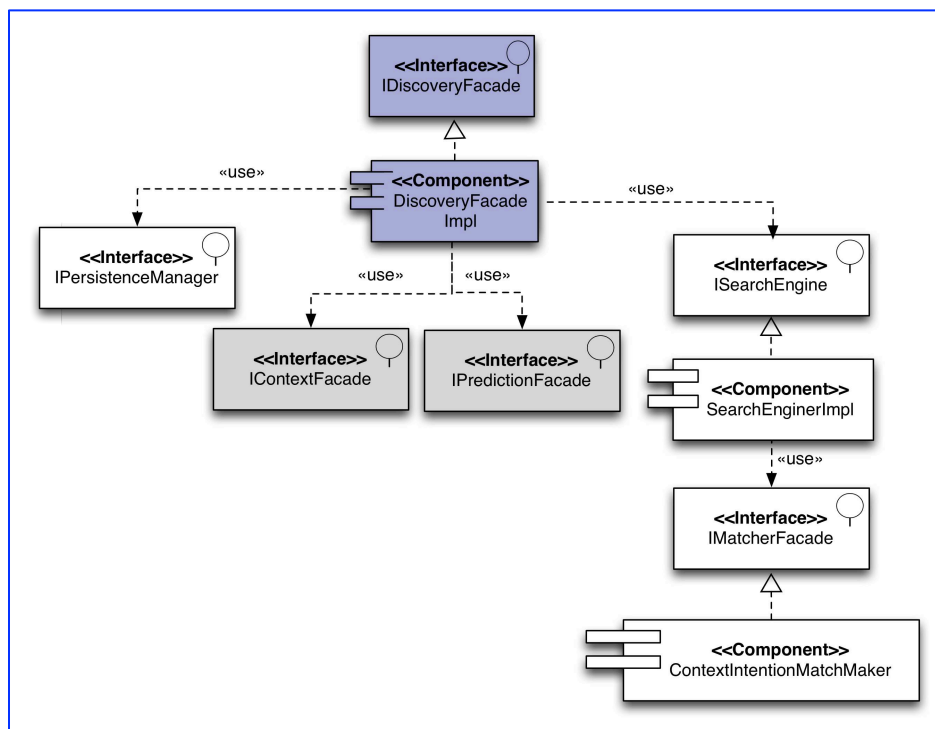 <<Interface>>
IDiscoveryFacade
«use»
<<Component>>
DiscoveryFacade
Impl
«use»
<<Interface>>
IPersistenceManager
«use»
«use»
<<Interface>>
ISearchEngine
<<Interface>>
IContextFacade
<<Interface>>
IPredictionFacade
<<Component>>
SearchEnginerImpl
«use»
<<Interface>>
IMatcherFacade
<<Component>>
ContextIntentionMatchMaker